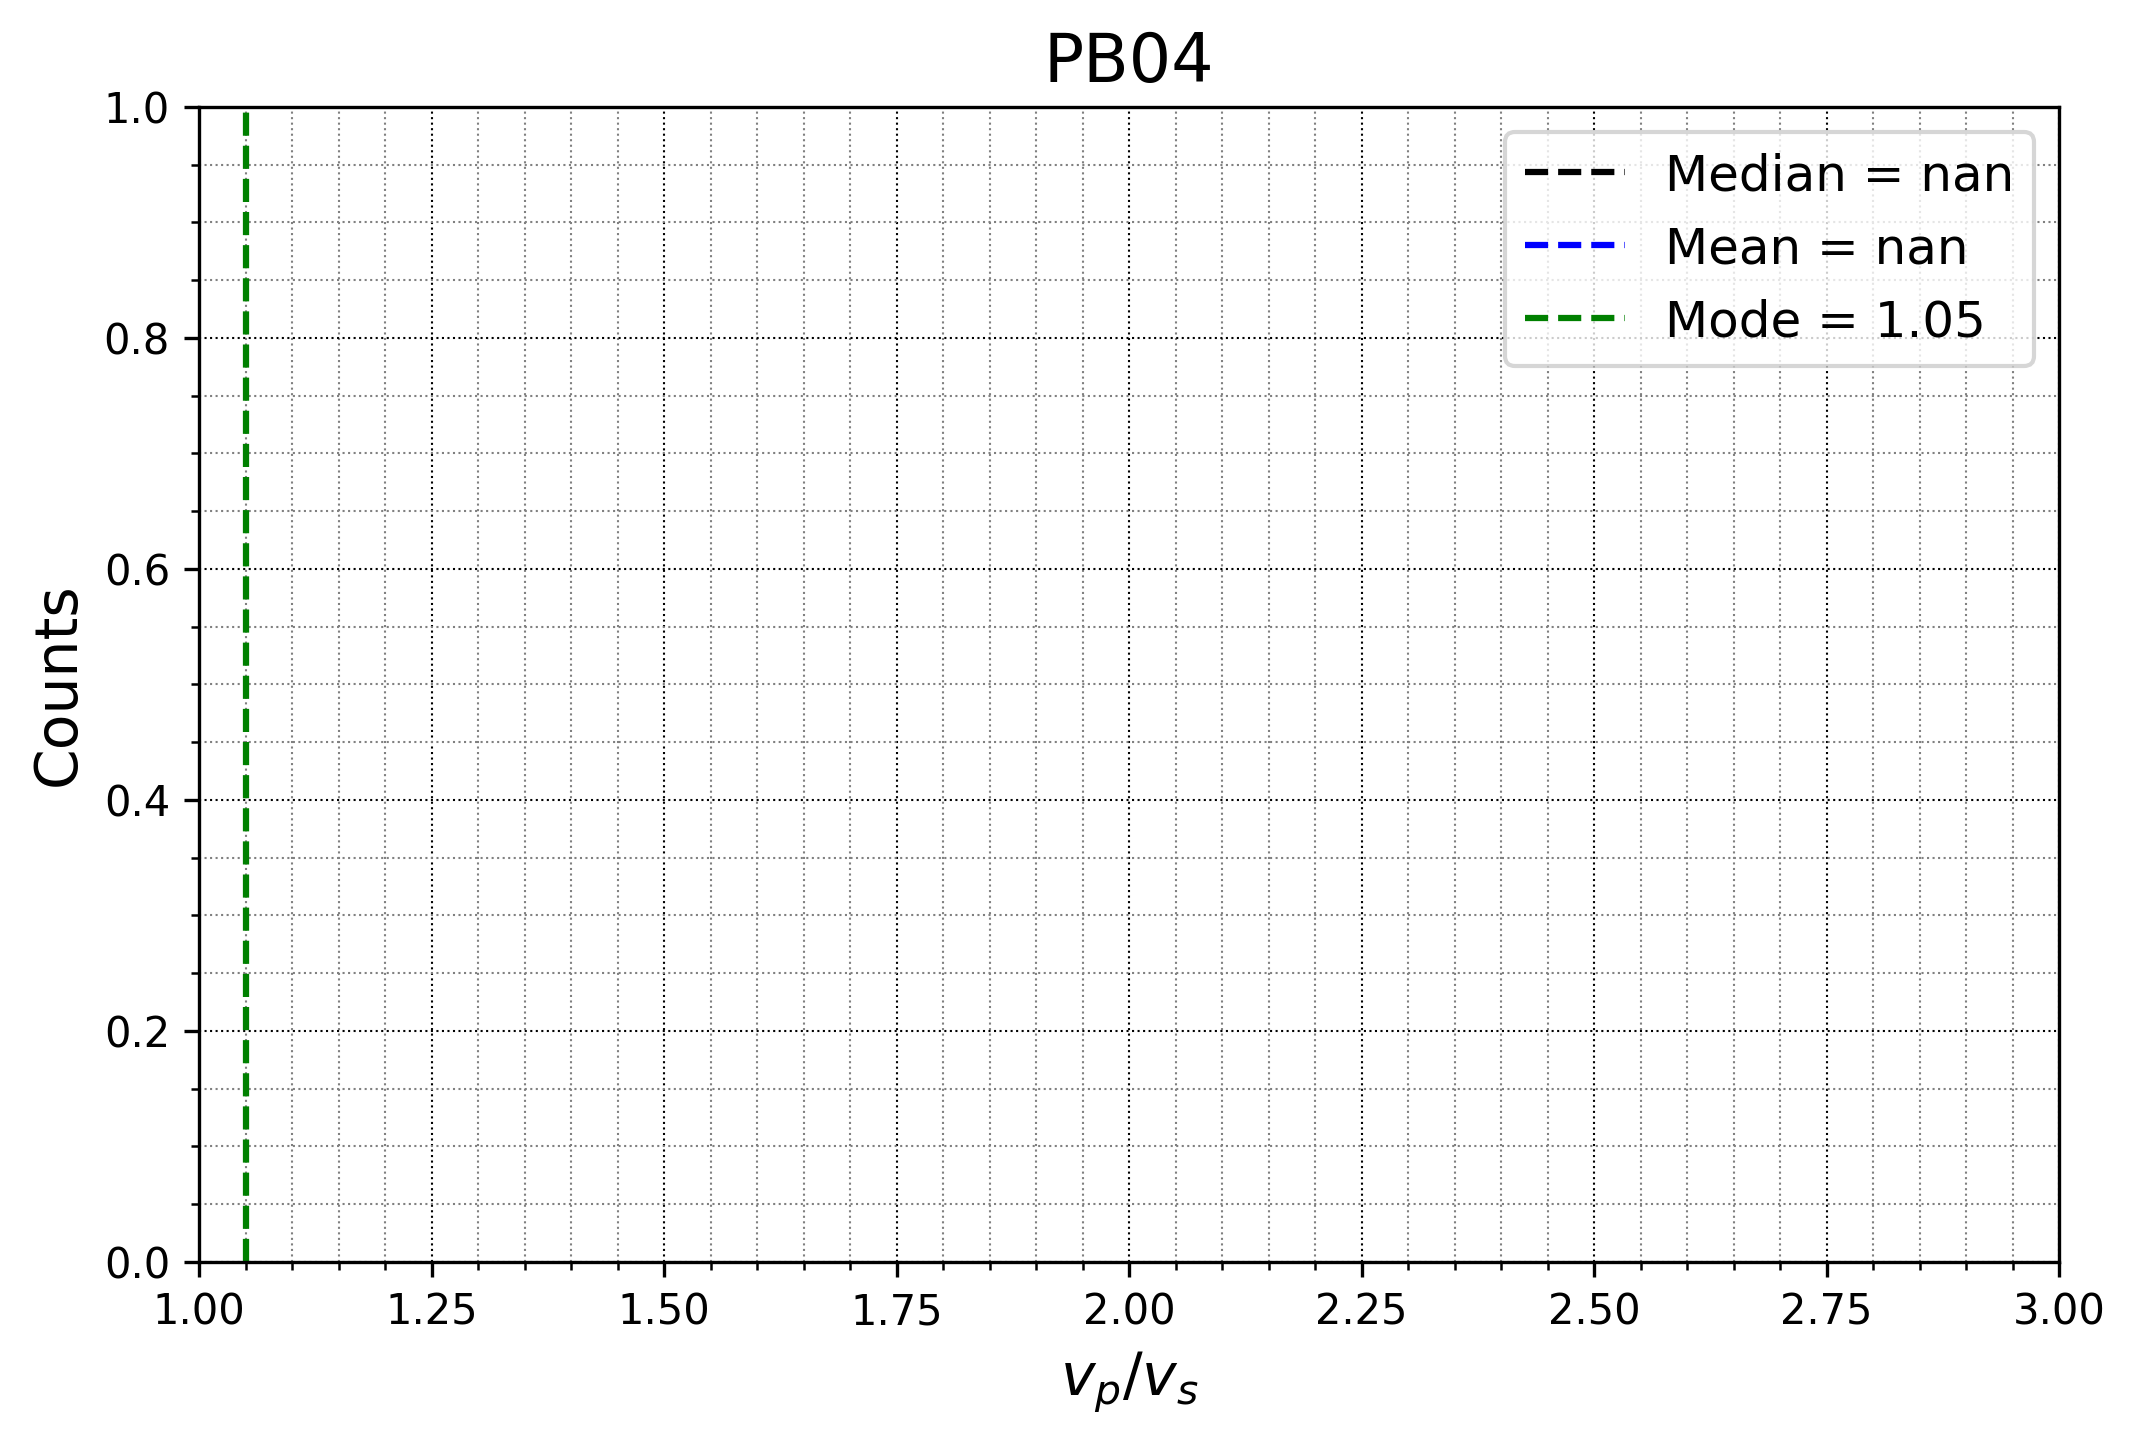 PB04
1.0
0.8
0.6
0.4
0.2
0.0
Counts
Median = nan
Mean = nan
Mode = 1.05
1.00 1.25 1.50 1.75 2.00 2.25 2.50 2.75 3.00
v_p/v_s